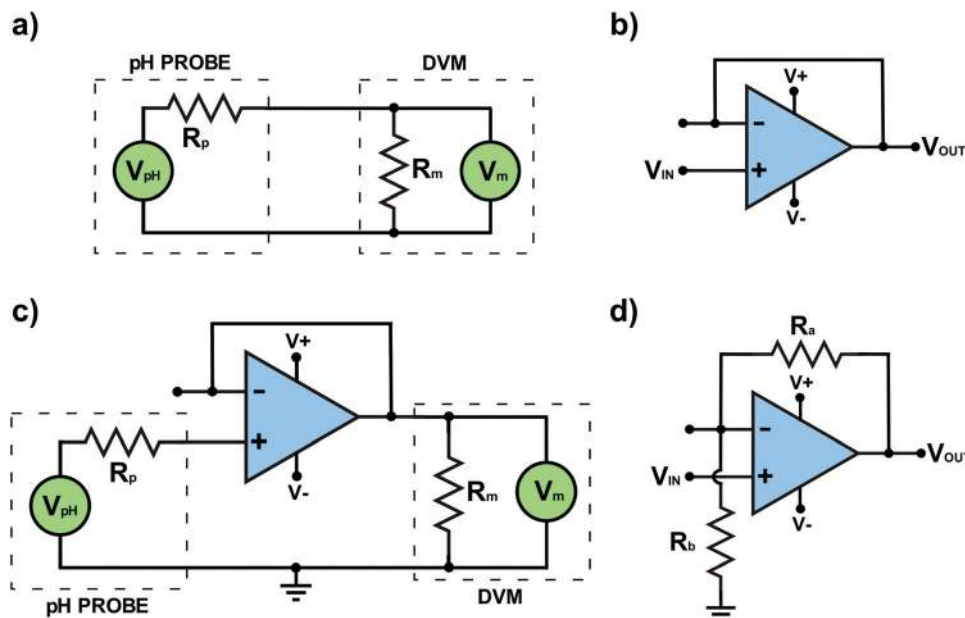 a)
pH PROBE
DVM
Rp
VpH
Rm
Vm
b)
V+
-
+
VIN
VOUT
V-
c)
V+
-
+
V-
Rp
VpH
Rm
Vm
pH PROBE
DVM
d)
Ra
V+
-
+
VIN
VOUT
V-
Rb